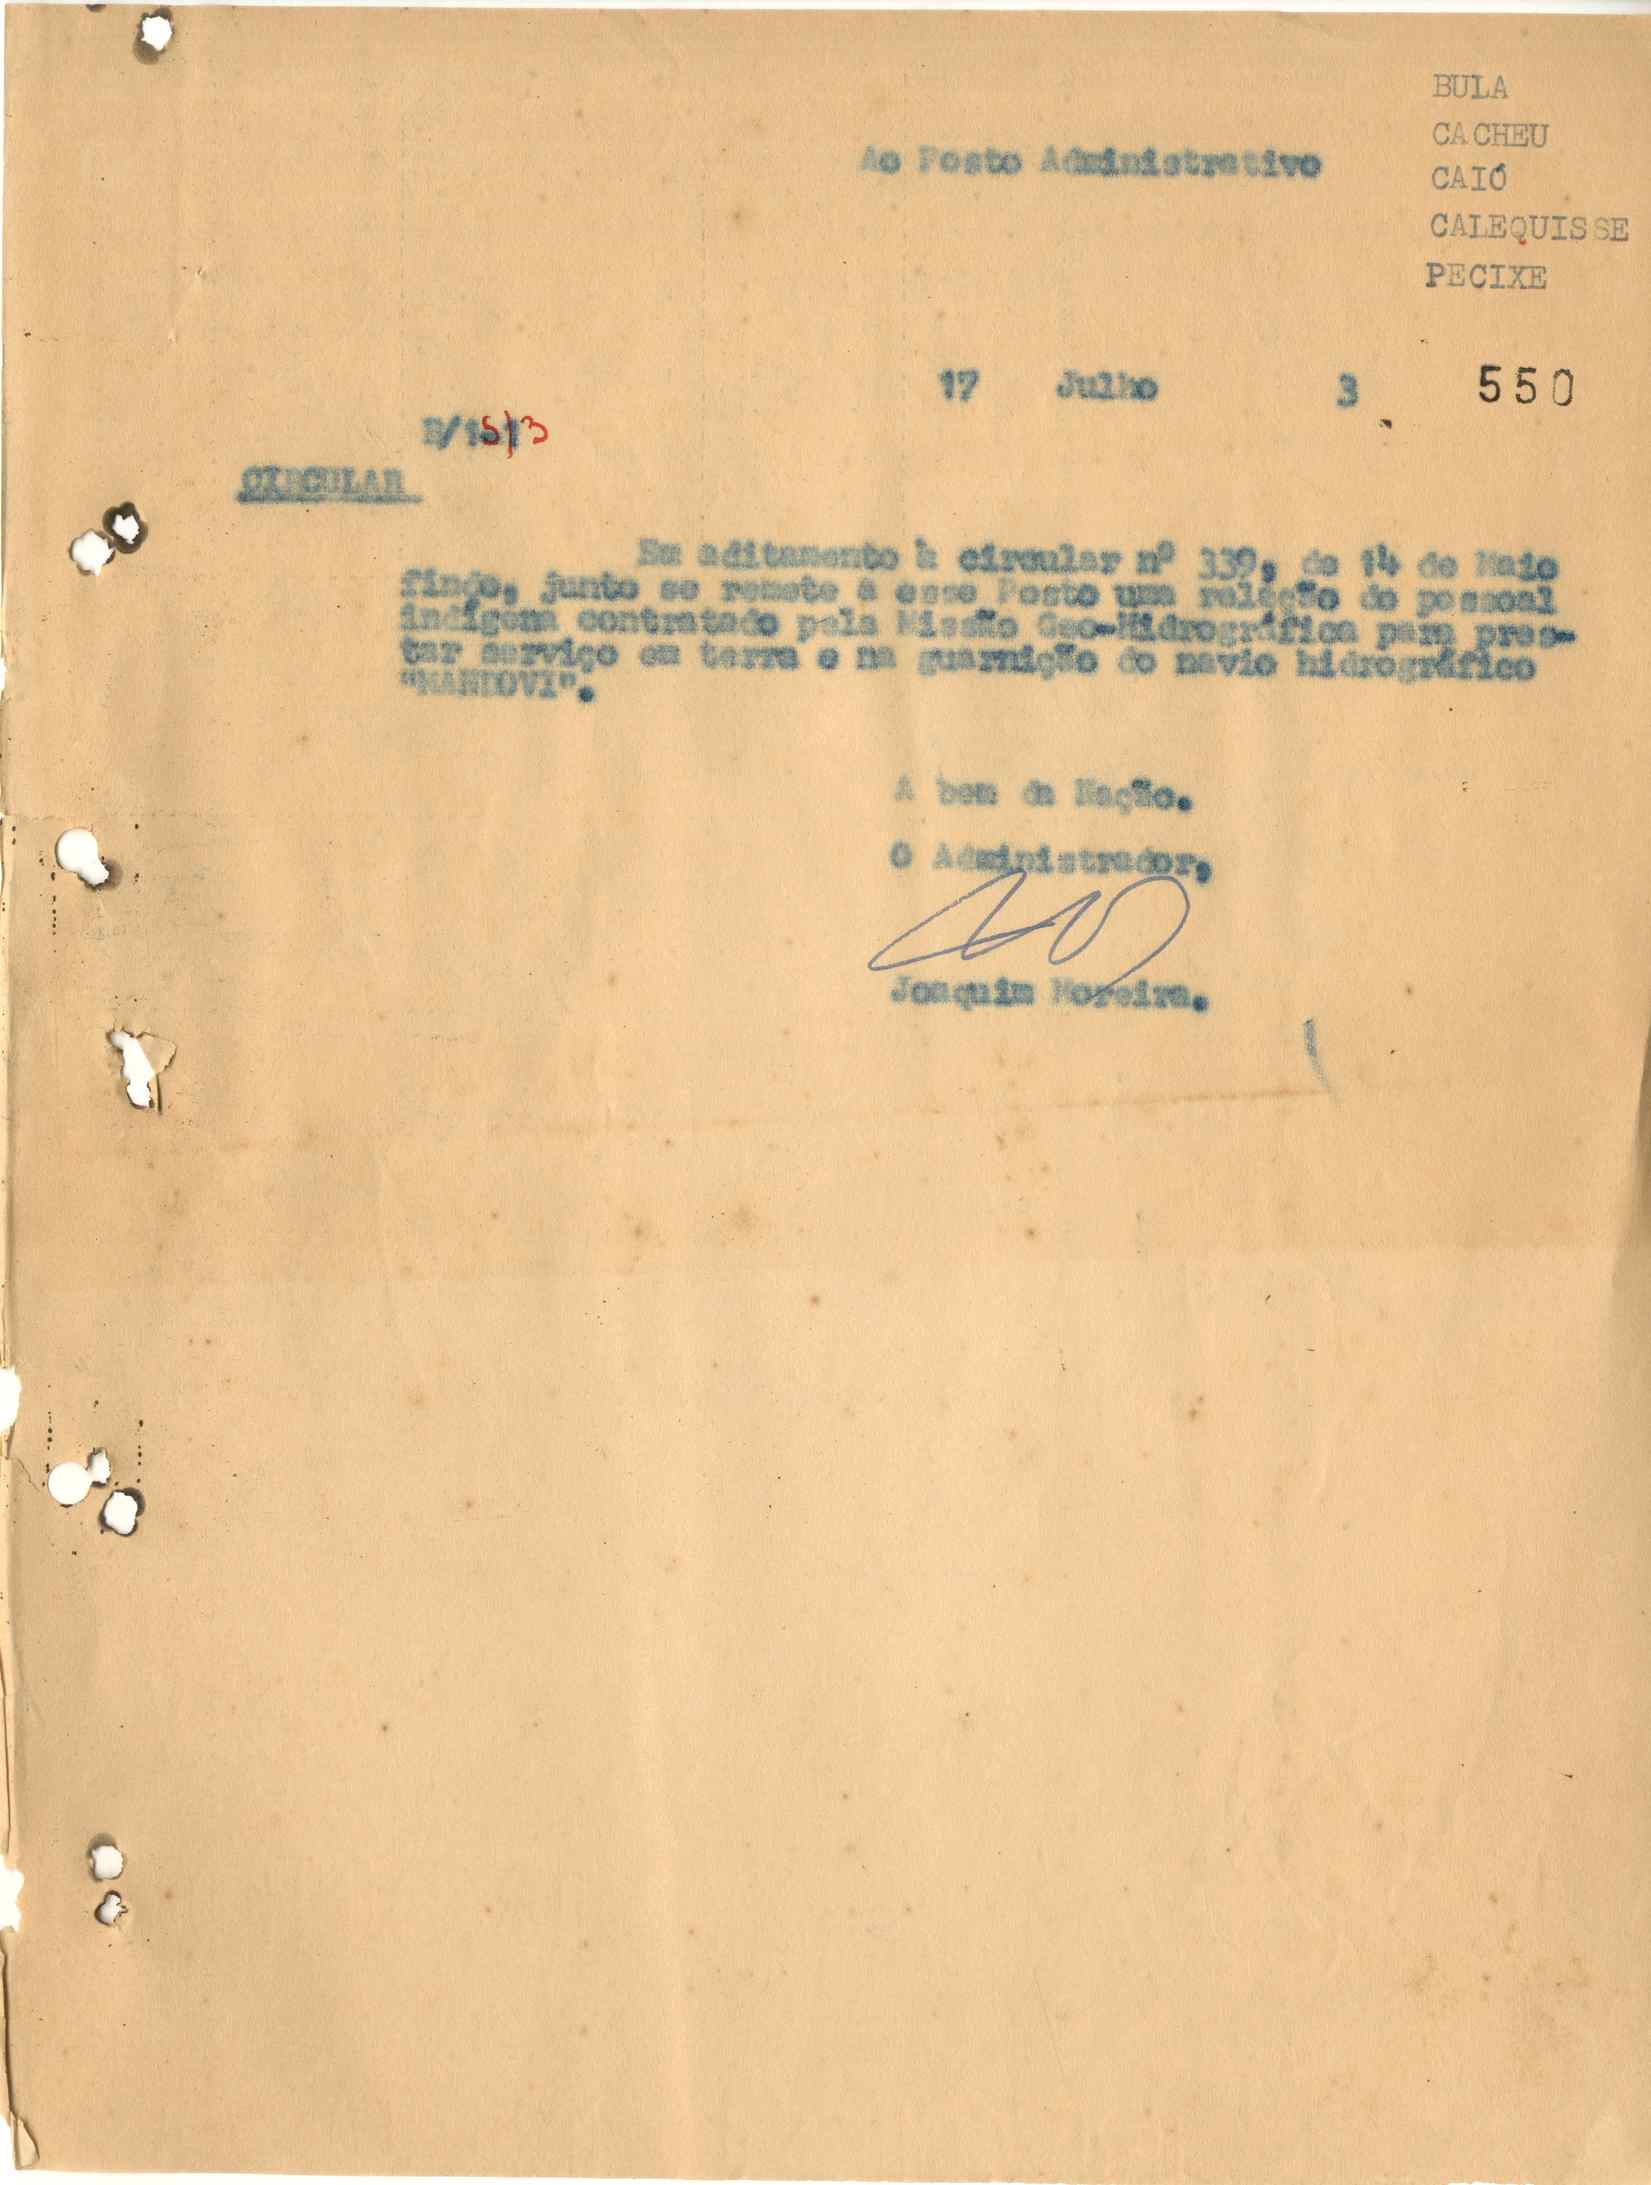 BULA
CACHEU
Ao Posto Administrativo
CAIÓ
CALEQUISSE
PECIXE
17 Julho 3 550
CIRCULAR
Em aditamento à circular nº 339, de 14 de Maio
findo, junto se remete a esse Posto uma relação do pessoal
indígena contratado pela Missão Geo-Hidrográfica para pres-
tar serviço em terra e na guarnição do navio hidrográfico
"MANDOVI".
A bem da Nação.
O Administrador,
Joaquim Moreira.